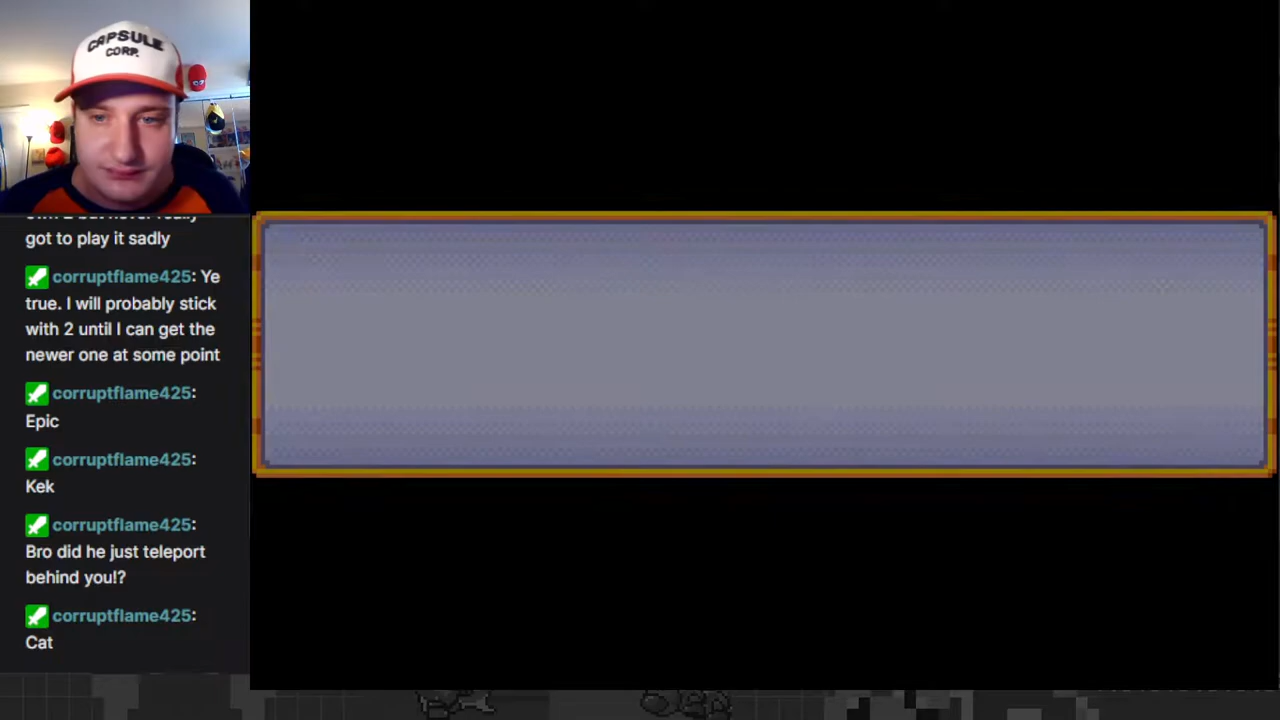 CAPSULE
CORP.
got to play it sadly
corruptflame425: Ye
true. I will probably stick
with 2 until I can get the
newer one at some point
corruptflame425:
Epic
corruptflame425:
Kek
corruptflame425:
Bro did he just teleport
behind you!?
corruptflame425:
Cat